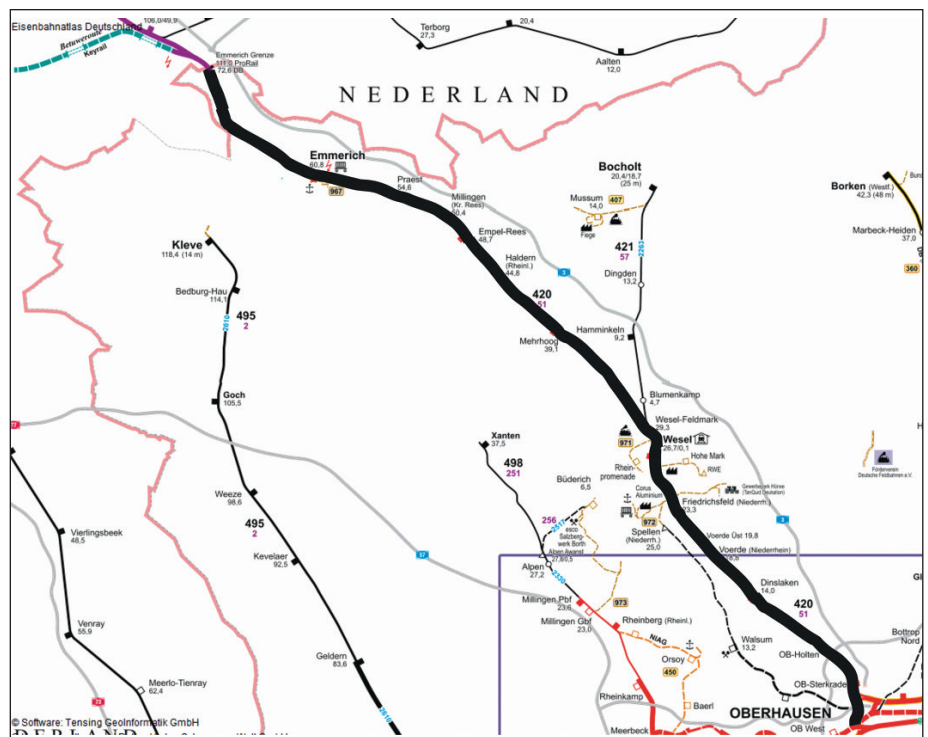 106,0/49,9
Eisenbahnatlas Deutschland
Betuweroute
Keyrail
Emmerich Grenze
111,0 ProRail
72,6 DB
Terborg
27,3
20,4
Aalten
12,0
NEDERLAND
Emmerich
60,8
967
Praest
54,6
Millingen
(Kr. Rees)
50,4
Empel-Rees
48,7
Haldern
(Rheinl.)
44,8
3
420
51
Mehrhoog
39,1
Bocholt
20,4/18,7
(25 m)
Mussum
14,0
407
Fiege
421
57
2263
Dingden
13,2
Hamminkeln
9,2
Blumenkamp
4,7
Borken (Westf.)
42,3 (48 m)
Marbeck-Heiden
37,0
360
Kleve
118,4 (14 m)
Bedburg-Hau
114,1
2610
495
2
Goch
105,5
77
Weeze
98,6
495
2
Kevelaer
92,5
57
Vierlingsbeek
48,5
Venray
55,9
Meerlo-Tienray
62,4
73
Geldern
83,6
2610
Xanten
37,5
498
251
Wesel-Feldmark
29,3
Wesel
26,7/0,1
971
Rhein-
promenade
Hohe Mark
RWE
Büderich
6,5
256
2517
esco
Salzberg-
werk Borth
Alpen Awanst
27,8/0,5
Alpen
27,2
2330
Corus
Aluminium
972
Friedrichsfeld (Niederrh.)
23,3
Spellen
(Niederrh.)
25,0
Förderverein
Deutsche Feldbahnen e.V.
3
Voerde Üst 19,8
Voerde (Niederrhein)
Dinslaken
14,0
420
51
Millingen Pbf
23,6
Millingen Gbf
23,0
973
Rheinberg (Rheinl.)
NIAG
Orsoy
450
Walsum
13,2
Baerl
Rheinkamp
Meerbeck
OB-Holten
OB-Sterkrade
OBERHAUSEN
OB West
Bottrop
Nord
© Software: Tensing GeoInformatik GmbH